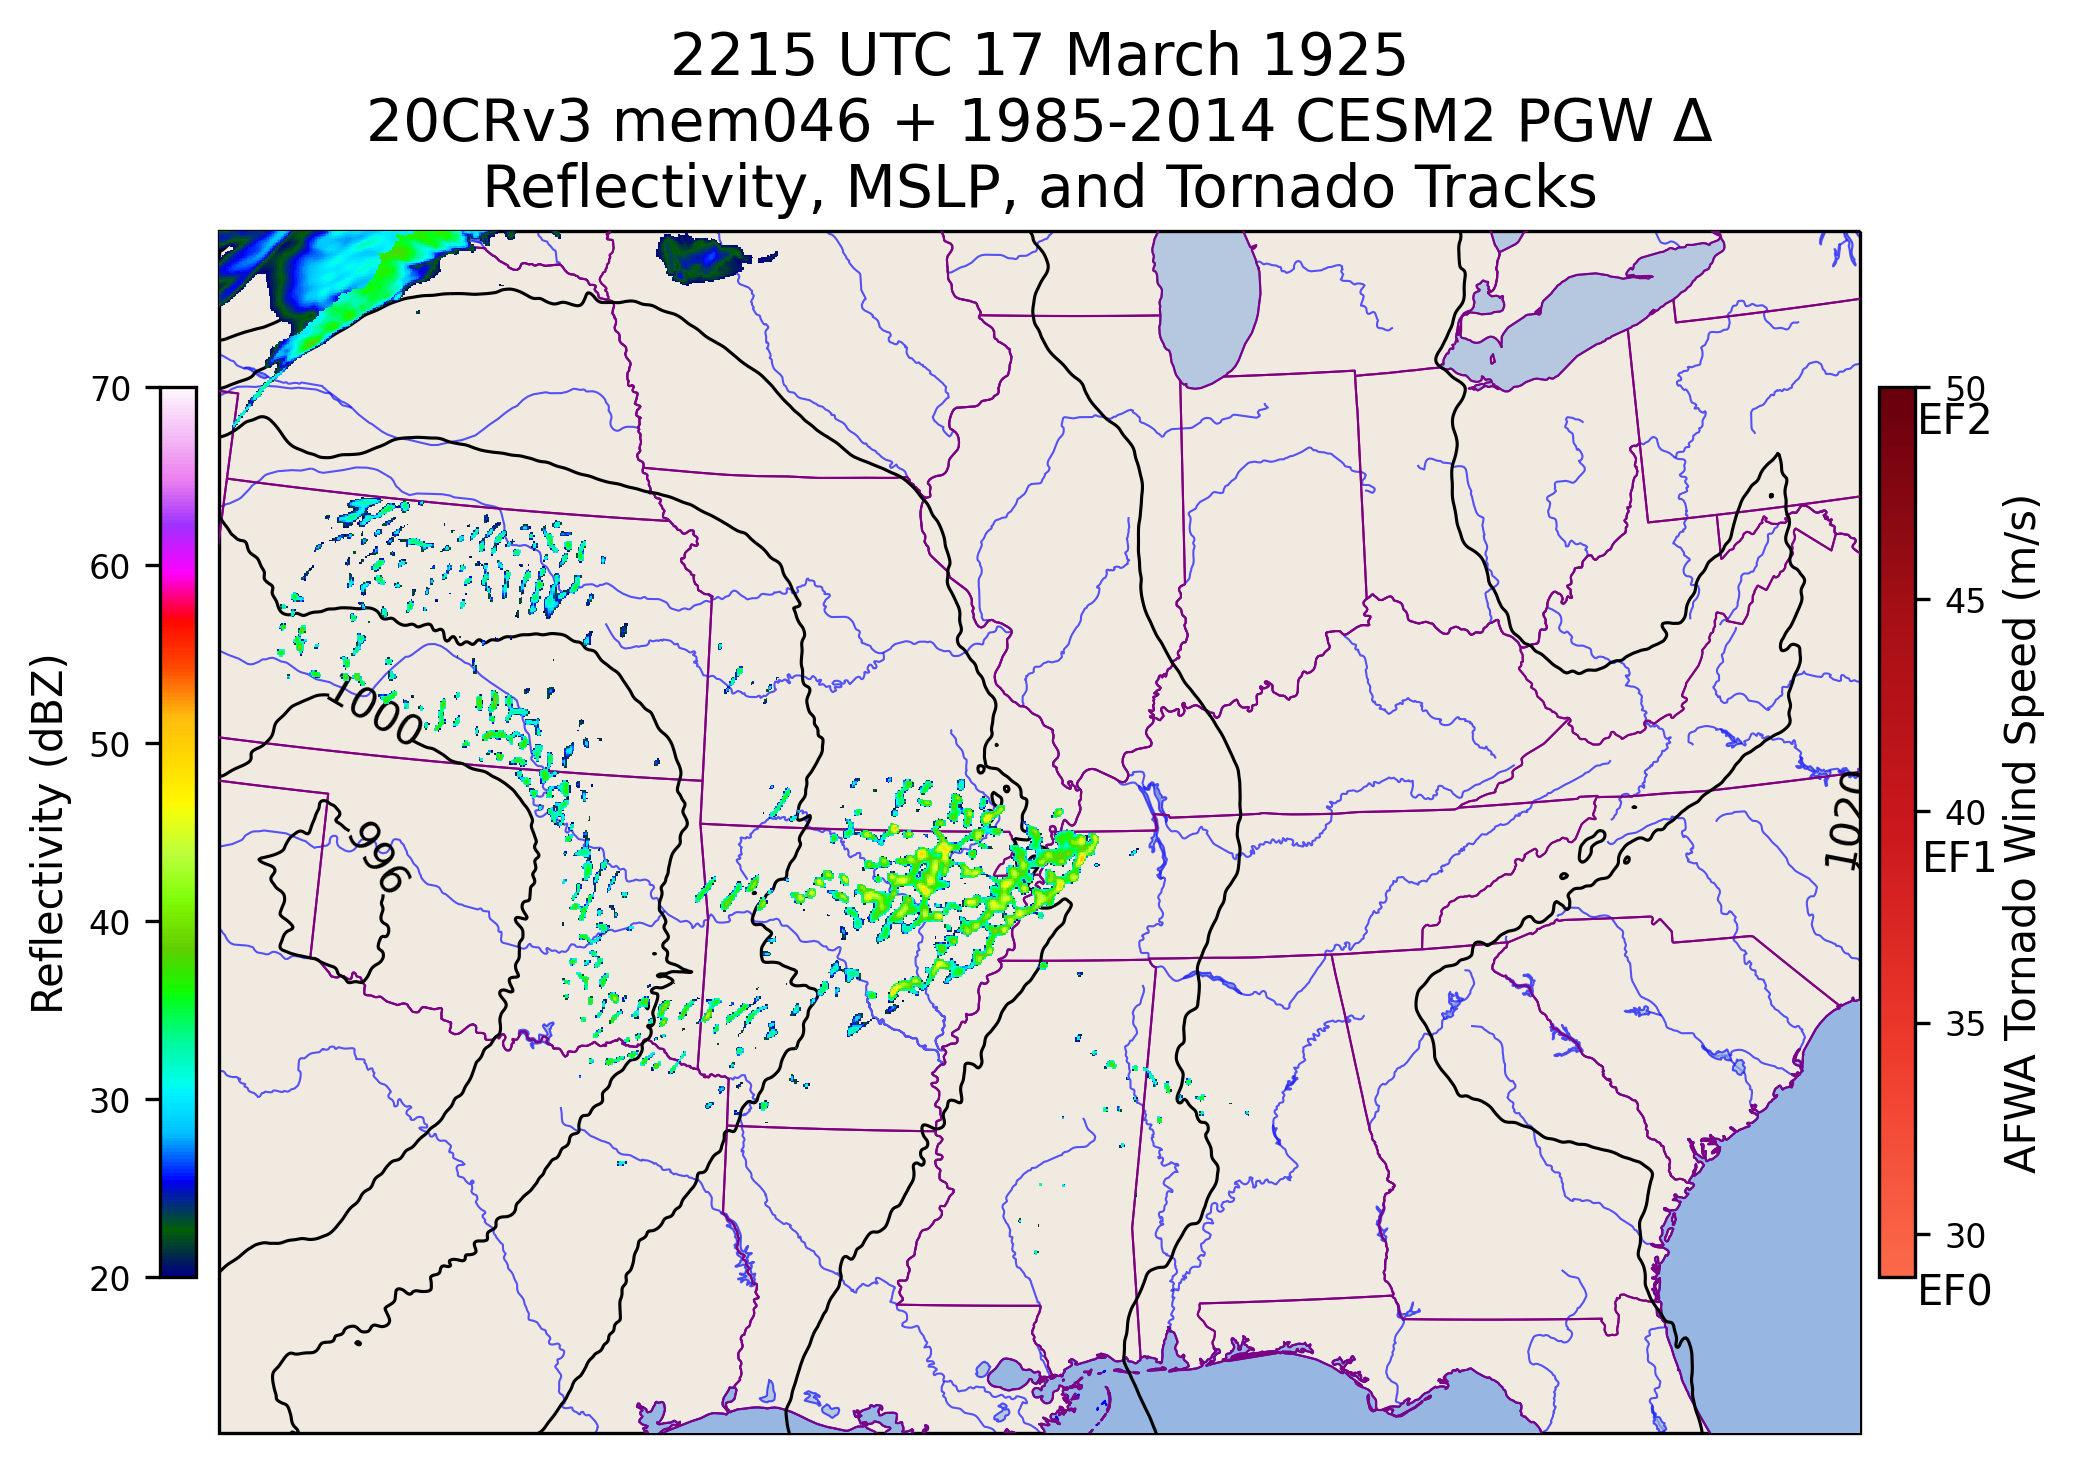 2215 UTC 17 March 1925
20CRv3 mem046 + 1985-2014 CESM2 PGW Δ
Reflectivity, MSLP, and Tornado Tracks
70
60
50
40
30
20
Reflectivity (dBZ)
1000
996
1020
50
EF2
45
40
EF1
35
30
EF0
AFWA Tornado Wind Speed (m/s)